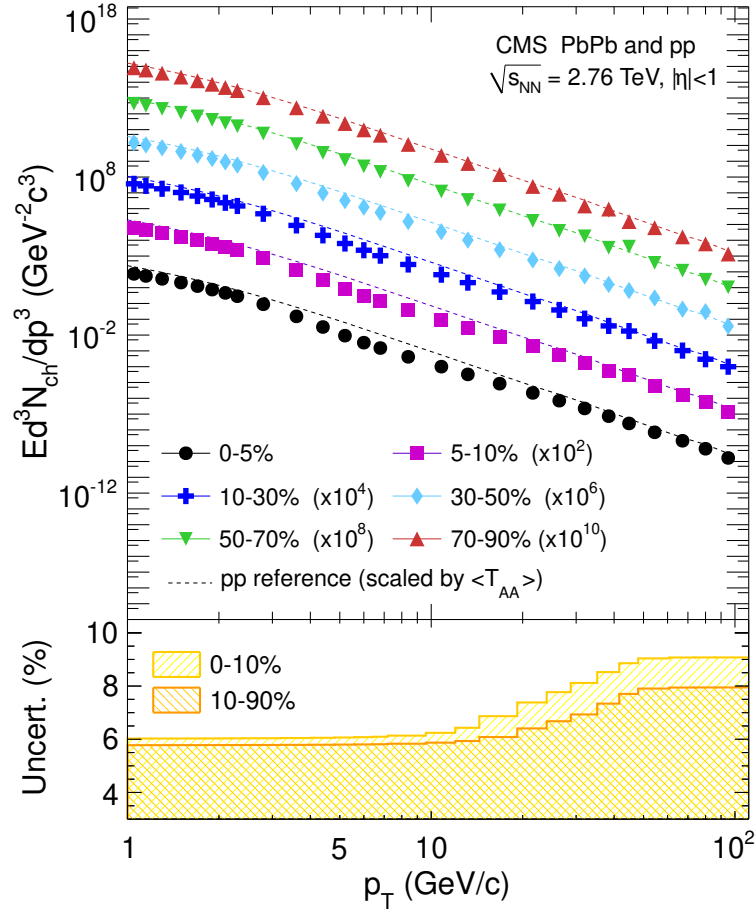 10^18
CMS PbPb and pp
√s_NN = 2.76 TeV, |η|<1
10^8
Ed^3N_ch/dp^3 (GeV^-2c^3)
10^-2
0-5%
5-10% (x10^2)
10^-12
10-30% (x10^4)
30-50% (x10^6)
50-70% (x10^8)
70-90% (x10^10)
pp reference (scaled by <T_AA>)
10
0-10%
8
10-90%
Uncert. (%)
6
4
1
5
10
10^2
p_T (GeV/c)